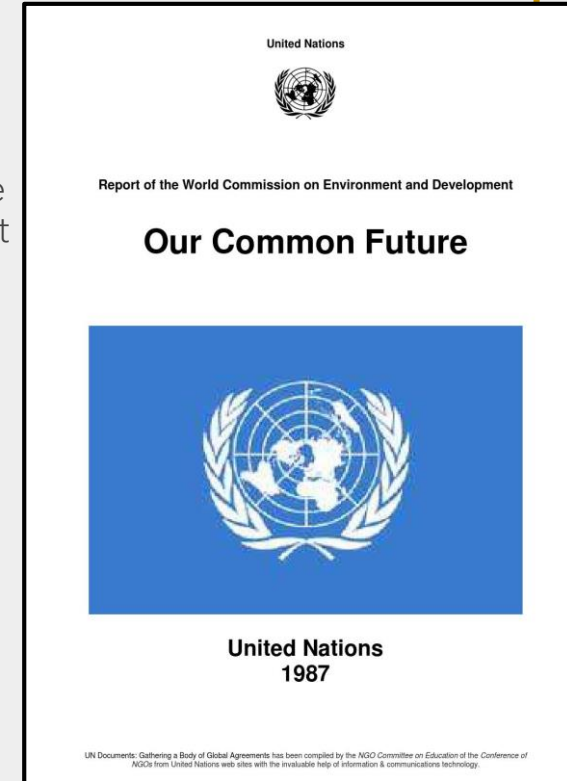 e
t
United Nations
Report of the World Commission on Environment and Development
Our Common Future
United Nations
1987
UN Documents: Gathering a Body of Global Agreements has been compiled by the NGO Committee on Education of the Conference of
NGOs from United Nations web sites with the invaluable help of information & communications technology.